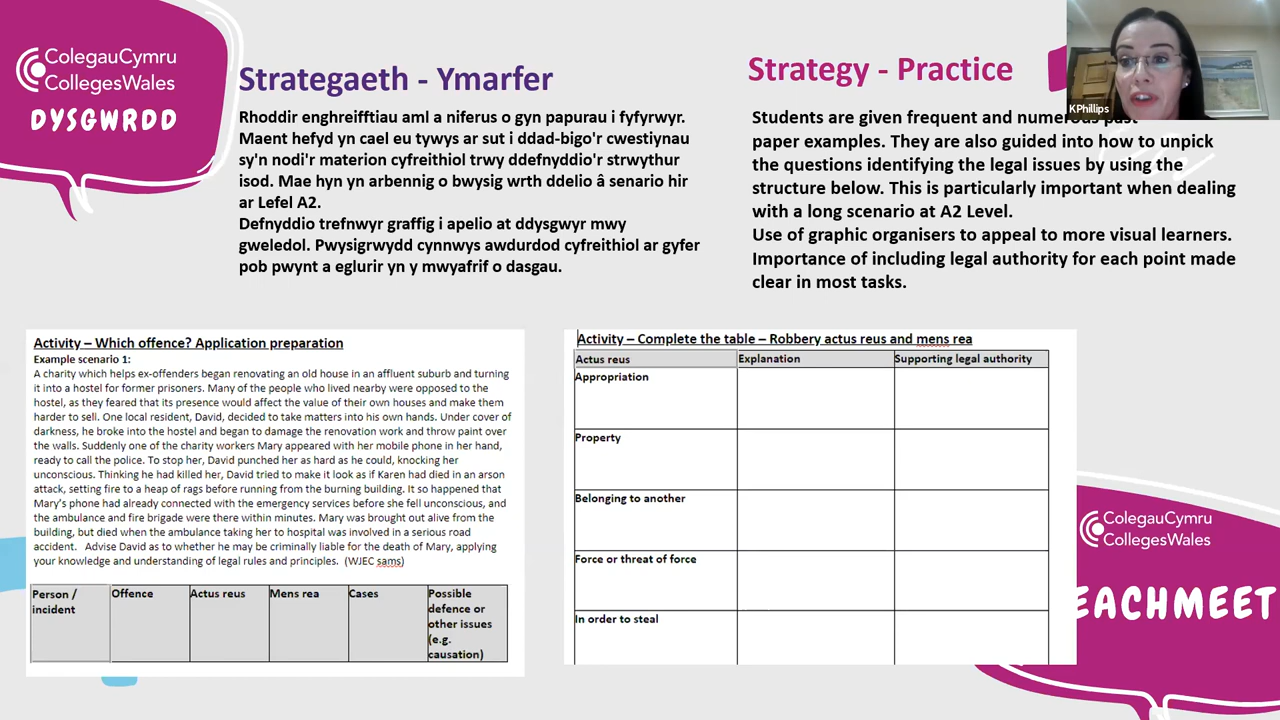 ColegauCymru
CollegesWales
DYSGWRDD
Strategaeth - Ymarfer
Rhoddir enghreifftiau aml a niferus o gyn papurau i fyfyrwyr.
Maent hefyd yn cael eu tywys ar sut i ddad-bigo'r cwestiynau
sy'n nodi'r materion cyfreithiol trwy ddefnyddio'r strwythur
isod. Mae hyn yn arbennig o bwysig wrth ddelio â senario hir
ar Lefel A2.
Defnyddio trefnwyr graffig i apelio at ddysgwyr mwy
gweledol. Pwysigrwydd cynnwys awdurdod cyfreithiol ar gyfer
pob pwynt a eglurir yn y mwyafrif o dasgau.
Strategy - Practice
Students are given frequent and numerous past
paper examples. They are also guided into how to unpick
the questions identifying the legal issues by using the
structure below. This is particularly important when dealing
with a long scenario at A2 Level.
Use of graphic organisers to appeal to more visual learners.
Importance of including legal authority for each point made
clear in most tasks.
KPhillips
Activity – Which offence? Application preparation
Example scenario 1:
A charity which helps ex-offenders began renovating an old house in an affluent suburb and turning
it into a hostel for former prisoners. Many of the people who lived nearby were opposed to the
hostel, as they feared that its presence would affect the value of their own houses and make them
harder to sell. One local resident, David, decided to take matters into his own hands. Under cover of
darkness, he broke into the hostel and began to damage the renovation work and throw paint over
the walls. Suddenly one of the charity workers Mary appeared with her mobile phone in her hand,
ready to call the police. To stop her, David punched her as hard as he could, knocking her
unconscious. Thinking he had killed her, David tried to make it look as if Karen had died in an arson
attack, setting fire to a heap of rags before running from the burning building. It so happened that
Mary's phone had already connected with the emergency services before she fell unconscious, and
the ambulance and fire brigade were there within minutes. Mary was brought out alive from the
building, but died when the ambulance taking her to hospital was involved in a serious road
accident. Advise David as to whether he may be criminally liable for the death of Mary, applying
your knowledge and understanding of legal rules and principles. (WJEC sams)
Person / Offence Actus reus Mens rea Cases Possible
incident defence or
other issues
(e.g.
causation)
Activity – Complete the table – Robbery actus reus and mens rea
Actus reus Explanation Supporting legal authority
Appropriation
Property
Belonging to another
Force or threat of force
In order to steal
ColegauCymru
CollegesWales
EACHMEET